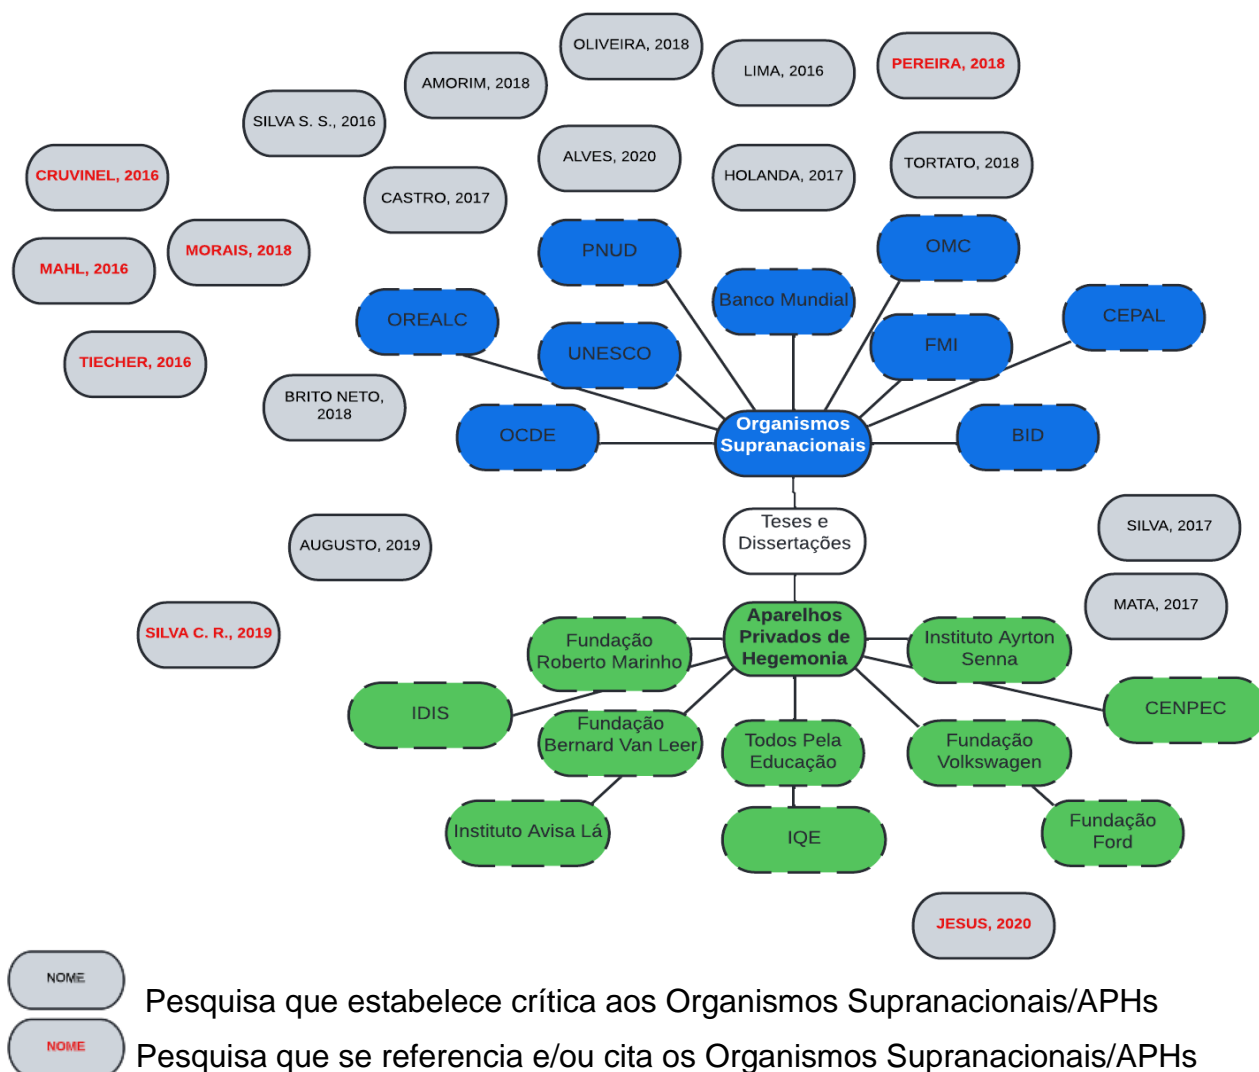 OLIVEIRA, 2018
LIMA, 2016
PEREIRA, 2018
AMORIM, 2018
SILVA S. S., 2016
ALVES, 2020
HOLANDA, 2017
TORTATO, 2018
CRUVINEL, 2016
CASTRO, 2017
MORAIS, 2018
MAHL, 2016
PNUD
OMC
Banco Mundial
OREALC
CEPAL
UNESCO
FMI
TIECHER, 2016
BRITO NETO,
2018
OCDE
Organismos
Supranacionais
BID
Teses e
Dissertações
SILVA, 2017
AUGUSTO, 2019
MATA, 2017
SILVA C. R., 2019
Aparelhos
Privados de
Hegemonia
Fundação
Roberto Marinho
Instituto Ayrton
Senna
IDIS
CENPEC
Fundação
Bernard Van Leer
Todos Pela
Educação
Fundação
Volkswagen
Instituto Avisa Lá
IQE
Fundação
Ford
JESUS, 2020
NOME
Pesquisa que estabelece crítica aos Organismos Supranacionais/APHs
NOME
Pesquisa que se referencia e/ou cita os Organismos Supranacionais/APHs